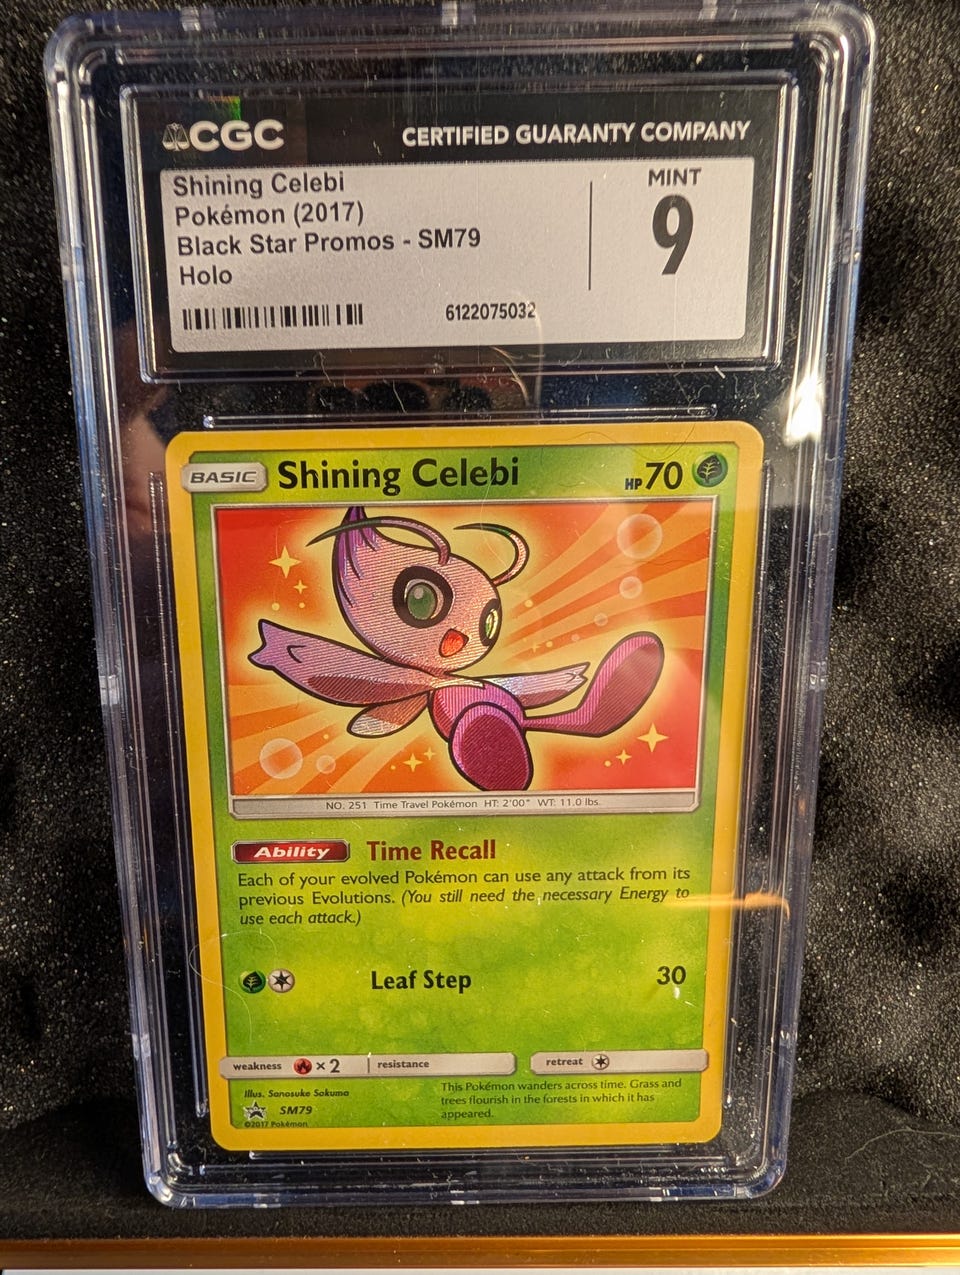 CGC CERTIFIED GUARANTY COMPANY
Shining Celebi
Pokémon (2017)
Black Star Promos - SM79
Holo
MINT
9
6122075032
BASIC Shining Celebi HP 70
NO. 251 Time Travel Pokémon HT: 2'00" WT: 11.0 lbs.
Ability Time Recall
Each of your evolved Pokémon can use any attack from its
previous Evolutions. (You still need the necessary Energy to
use each attack.)
Leaf Step 30
weakness ×2 resistance retreat
Illus. Sanosuke Sakuma
SM79
©2017 Pokémon
This Pokémon wanders across time. Grass and
trees flourish in the forests in which it has
appeared.